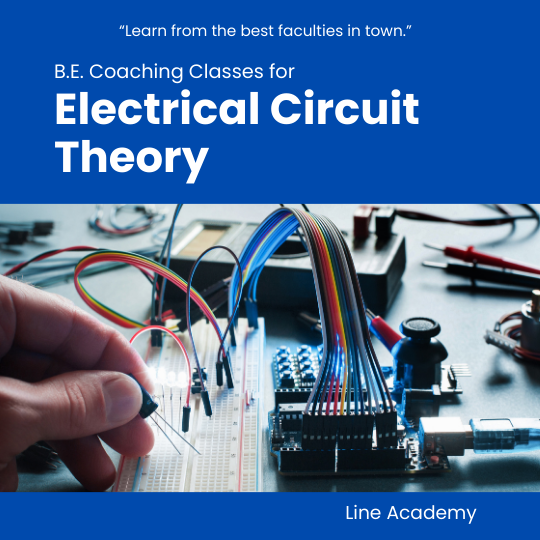 “Learn from the best faculties in town.”
B.E. Coaching Classes for
Electrical Circuit
Theory
Line Academy